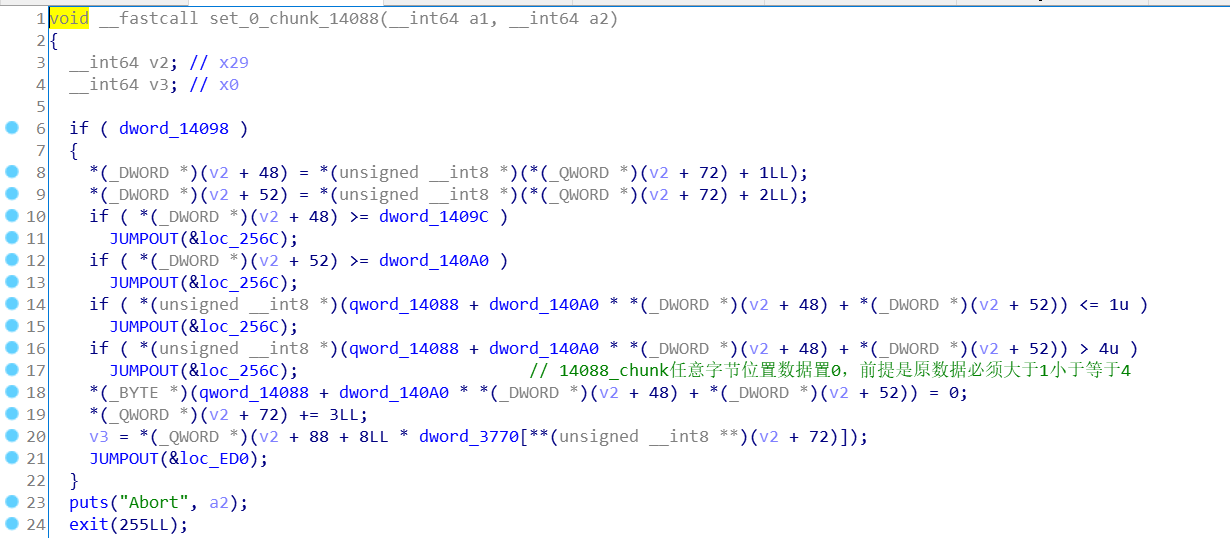 1 void __fastcall set_0_chunk_14088(__int64 a1, __int64 a2)
2 {
3 __int64 v2; // x29
4 __int64 v3; // x0
5
6 if ( dword_14098 )
7 {
8 *(_DWORD *)(v2 + 48) = *(unsigned __int8 *)(*(_QWORD *)(v2 + 72) + 1LL);
9 *(_DWORD *)(v2 + 52) = *(unsigned __int8 *)(*(_QWORD *)(v2 + 72) + 2LL);
10 if ( *(_DWORD *)(v2 + 48) >= dword_1409C )
11 JUMPOUT(&loc_256C);
12 if ( *(_DWORD *)(v2 + 52) >= dword_140A0 )
13 JUMPOUT(&loc_256C);
14 if ( *(unsigned __int8 *)(qword_14088 + dword_140A0 * *(_DWORD *)(v2 + 48) + *(_DWORD *)(v2 + 52)) <= 1u )
15 JUMPOUT(&loc_256C);
16 if ( *(unsigned __int8 *)(qword_14088 + dword_140A0 * *(_DWORD *)(v2 + 48) + *(_DWORD *)(v2 + 52)) > 4u )
17 JUMPOUT(&loc_256C); // 14088_chunk任意字节位置数据置0，前提是原数据必须大于1小于等于4
18 *(_BYTE *)(qword_14088 + dword_140A0 * *(_DWORD *)(v2 + 48) + *(_DWORD *)(v2 + 52)) = 0;
19 *(_QWORD *)(v2 + 72) += 3LL;
20 v3 = *(_QWORD *)(v2 + 88 + 8LL * dword_3770[**(unsigned __int8 **)(v2 + 72)]);
21 JUMPOUT(&loc_ED0);
22 }
23 puts("Abort", a2);
24 exit(255LL);